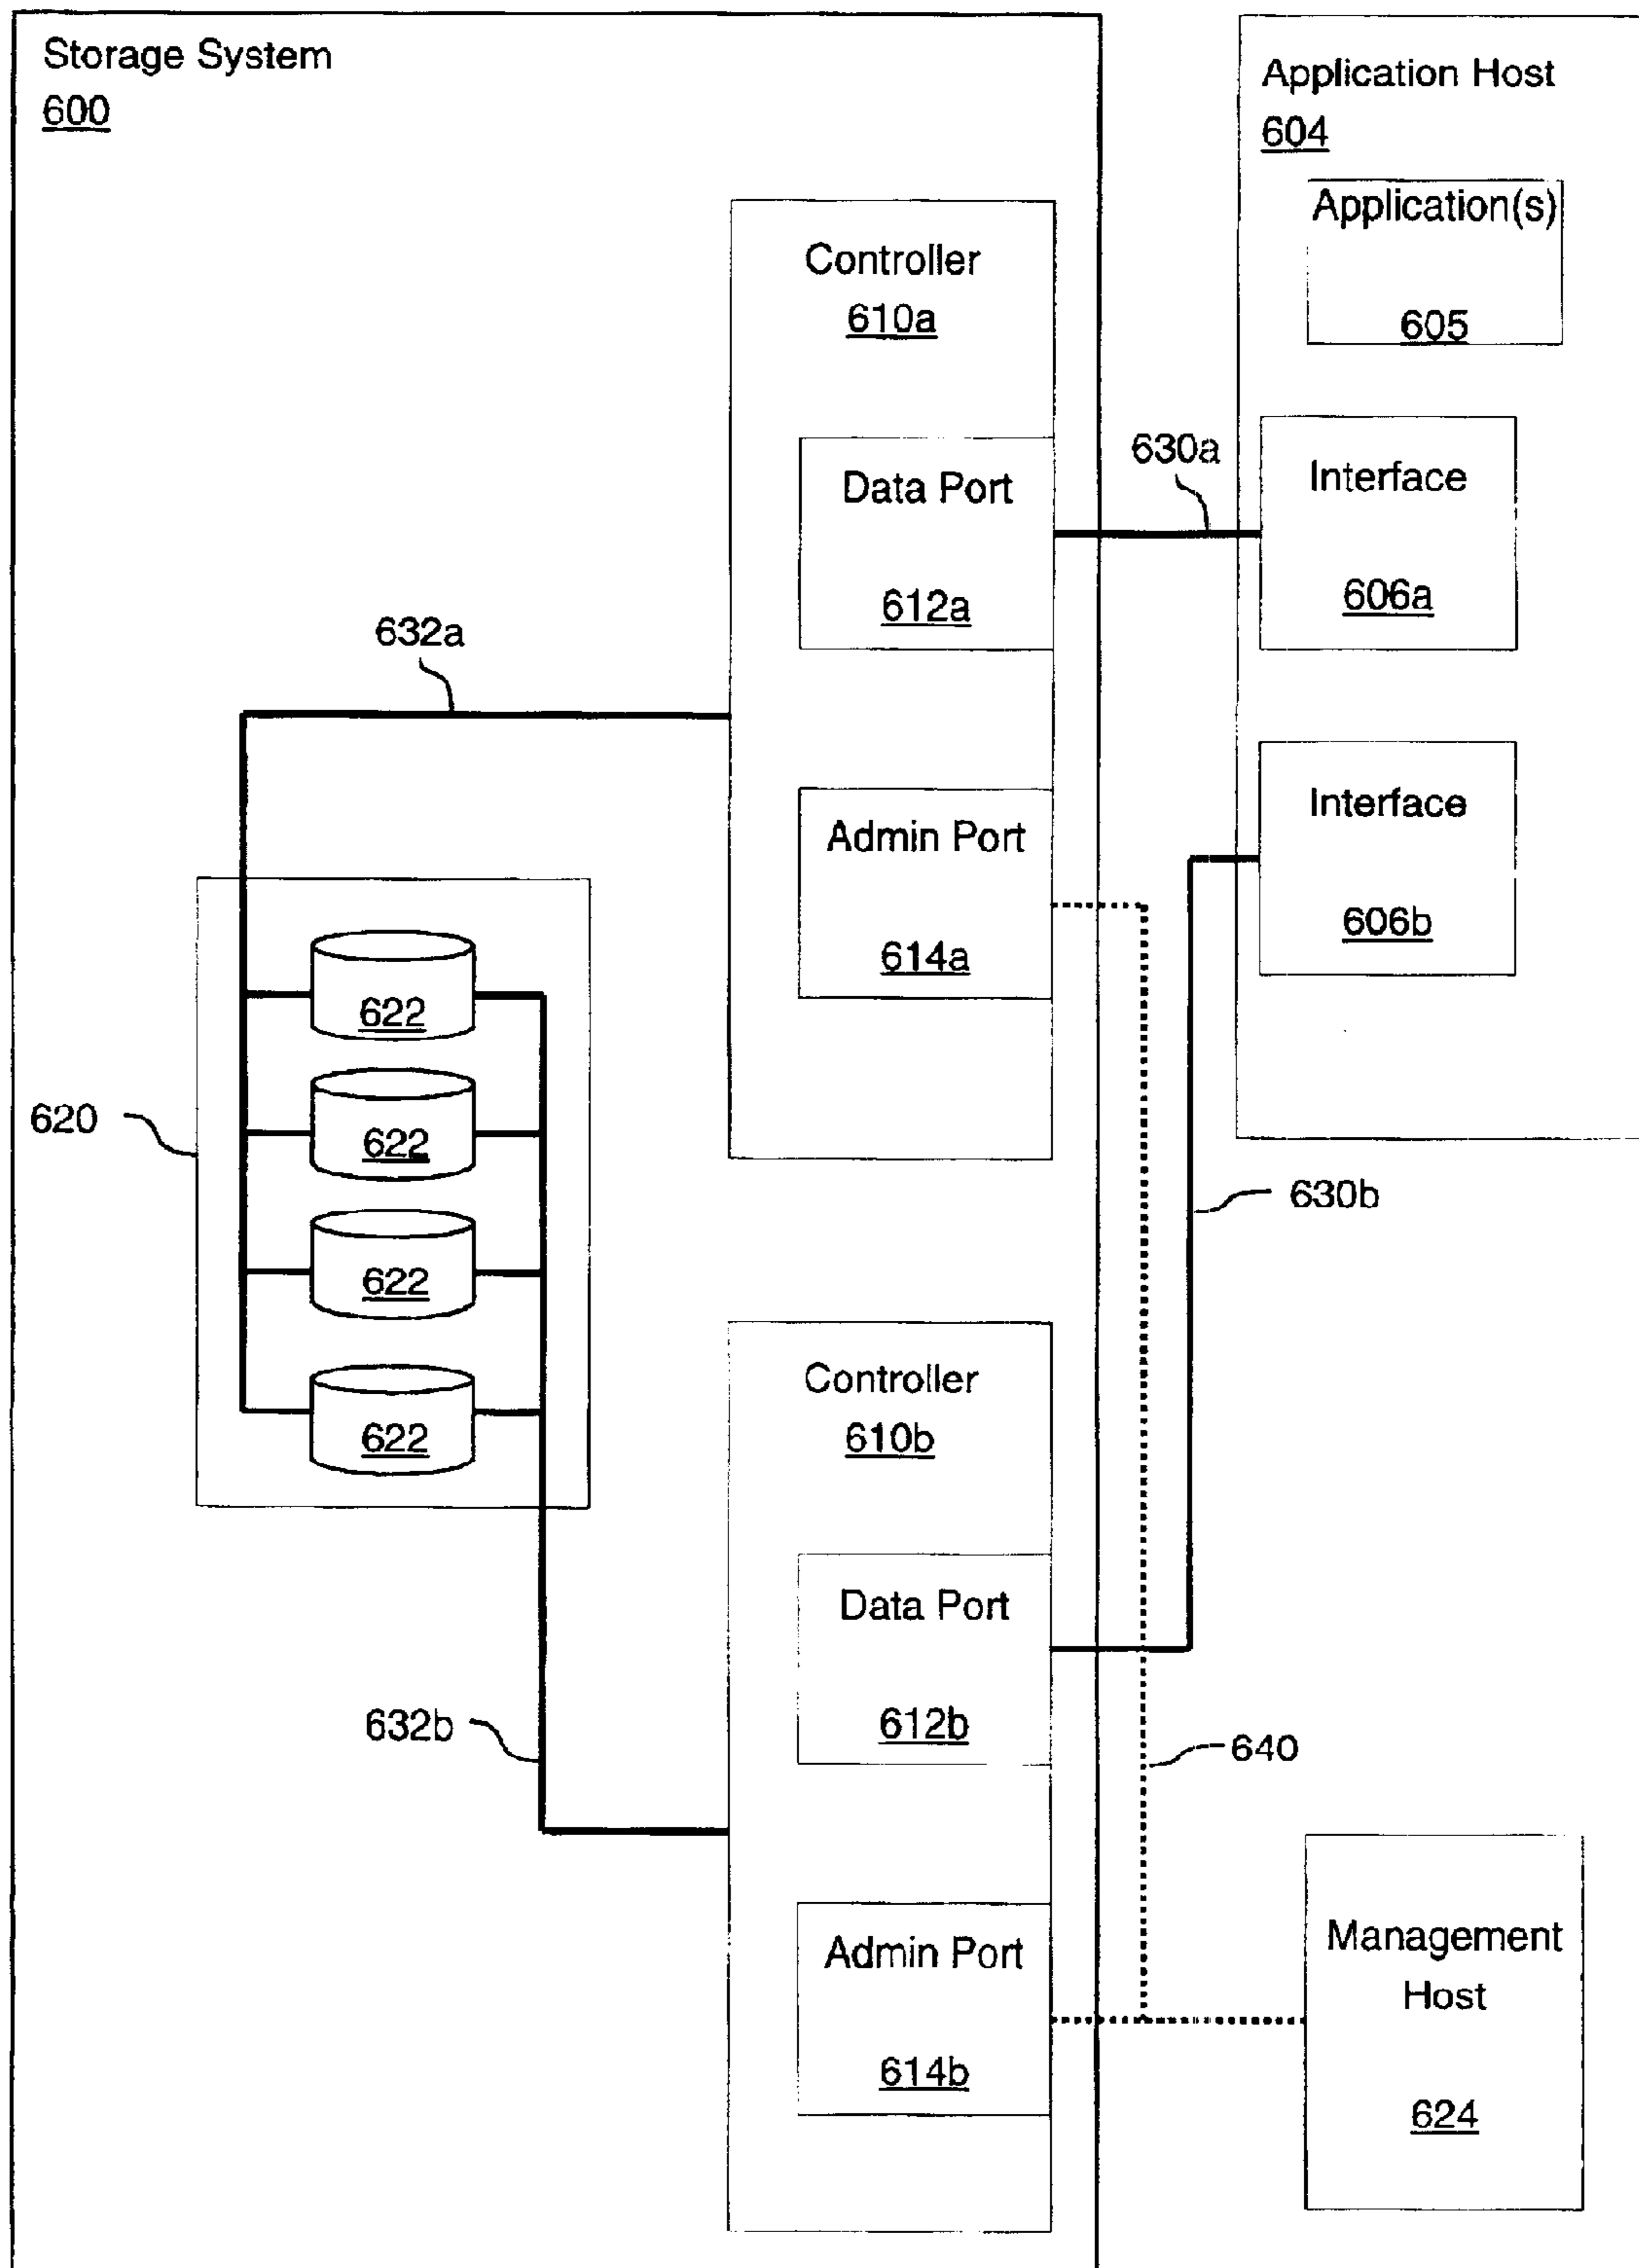 Storage System
600
Application Host
604
Application(s)
605
Controller
610a
Data Port
612a
630a
Interface
606a
632a
Admin Port
614a
Interface
606b
622
622
622
622
620
630b
Controller
610b
Data Port
612b
632b
640
Admin Port
614b
Management
Host
624